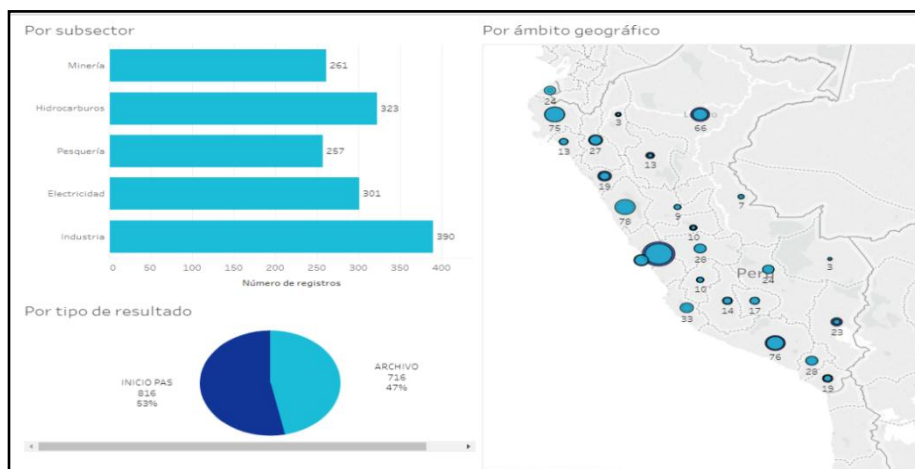 Por subsector
Minería
261
Hidrocarburos
323
Pesquería
257
Electricidad
301
Industria
390
0 50 100 150 200 250 300 350 400
Número de registros
Por tipo de resultado
INICIO PAS
816
53%
ARCHIVO
716
47%
Por ámbito geográfico
24
75
3
66
13
27
13
19
7
78
9
10
28
Perú
24
3
10
33
14
17
23
76
28
19